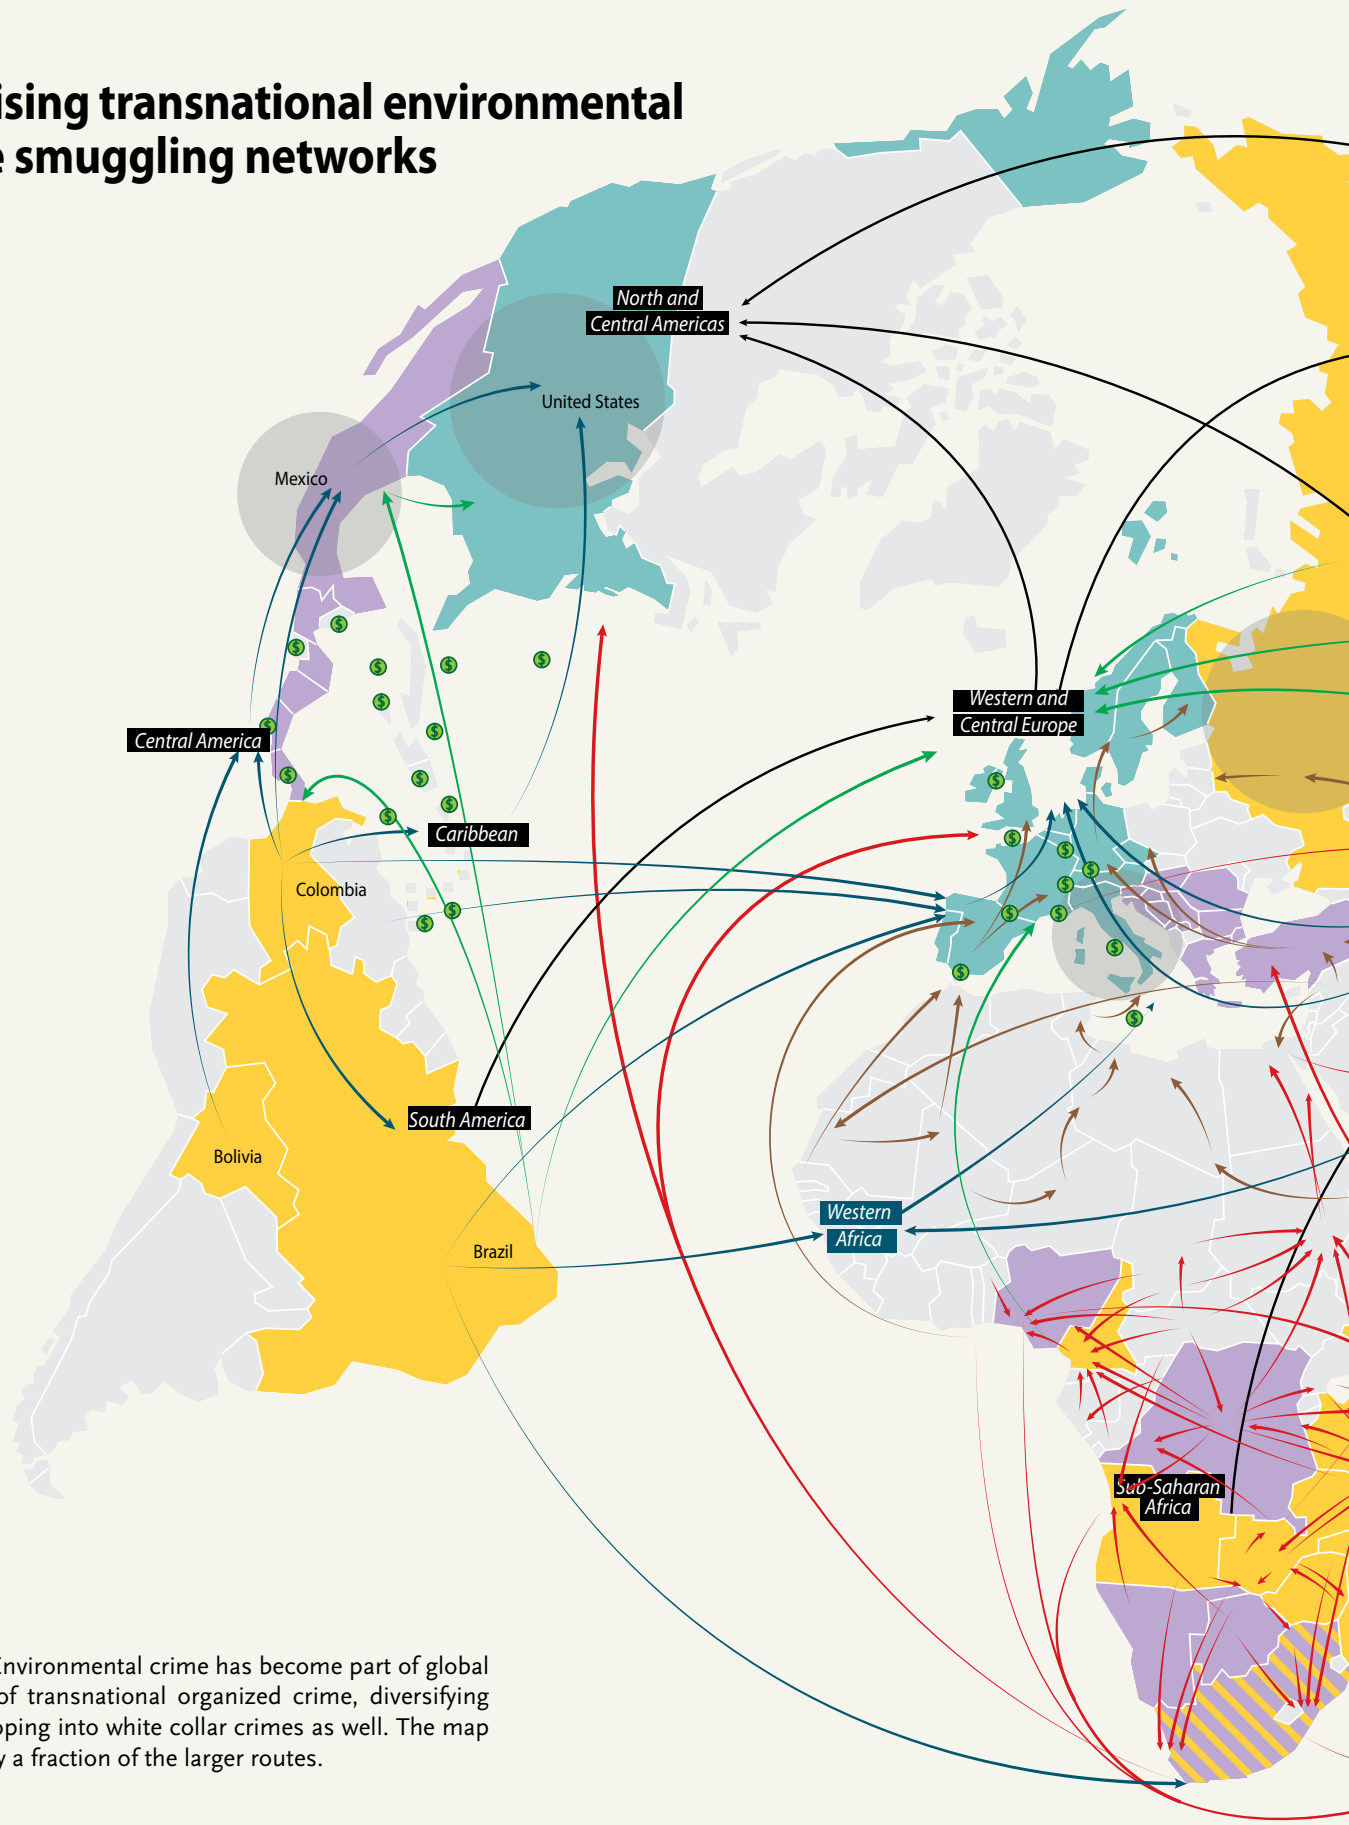 ising transnational environmental
e smuggling networks
North and
Central Americas
United States
Mexico
Western and
Central Europe
Central America
Caribbean
Colombia
South America
Bolivia
Western
Africa
Brazil
Sub-Saharan
Africa
Environmental crime has become part of global
of transnational organized crime, diversifying
pping into white collar crimes as well. The map
y a fraction of the larger routes.